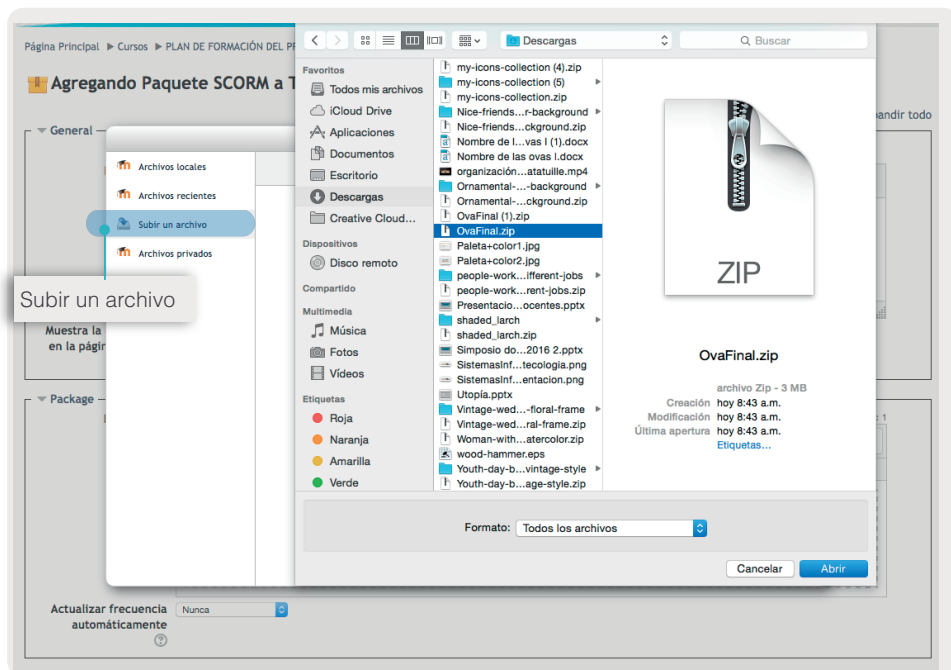 Página Principal ▶ Cursos ▶ PLAN DE FORMACIÓN DEL
Descargas
Buscar
Agregando Paquete SCORM a T
andir todo
General
Archivos locales
Archivos recientes
Subir un archivo
Archivos privados
Subir un archivo
Muestra la
en la págin
Package
Actualizar frecuencia
automáticamente
Nunca
Favoritos
Todos mis archivos
iCloud Drive
Aplicaciones
Documentos
Escritorio
Descargas
Creative Cloud...
Dispositivos
Disco remoto
Compartido
Multimedia
Música
Fotos
Vídeos
Etiquetas
Roja
Naranja
Amarilla
Verde
my-icons-collection (4).zip
my-icons-collection (5)
my-icons-collection.zip
Nice-friends...r-background
Nice-friends...ckground.zip
Nombre de l...vas I (1).docx
Nombre de las ovas I.docx
organización...atatuille.mp4
Ornamental-...-background
Ornamental-...ckground.zip
OvaFinal (1).zip
OvaFinal.zip
Paleta+color1.jpg
Paleta+color2.jpg
people-work...ifferent-jobs
people-work...rent-jobs.zip
Presentacio...ocentes.pptx
shaded_larch
shaded_larch.zip
Simposio do...2016 2.pptx
SistemasInf...tecologia.png
SistemasInf...entacion.png
Utopía.pptx
Vintage-wed...-floral-frame
Vintage-wed...ral-frame.zip
Woman-with...atercolor.zip
wood-hammer.eps
Youth-day-b...vintage-style
Youth-day-b...age-style.zip
ZIP
OvaFinal.zip
archivo Zip - 3 MB
Creación hoy 8:43 a.m.
Modificación hoy 8:43 a.m.
Última apertura hoy 8:43 a.m.
Etiquetas...
Formato: Todos los archivos
Cancelar
Abrir